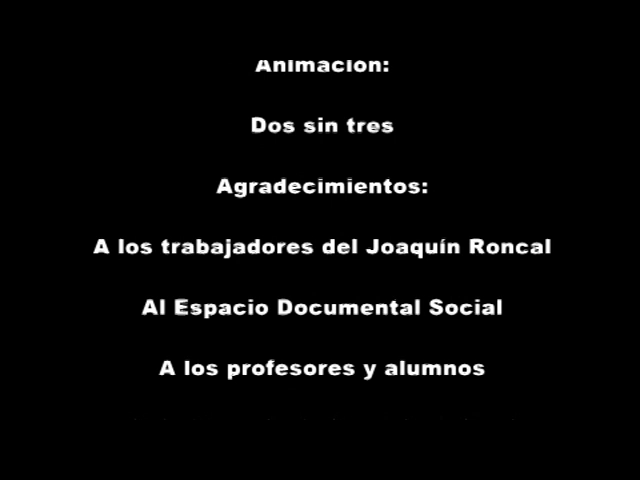 Animación:
Dos sin tres
Agradecimientos:
A los trabajadores del Joaquín Roncal
Al Espacio Documental Social
A los profesores y alumnos